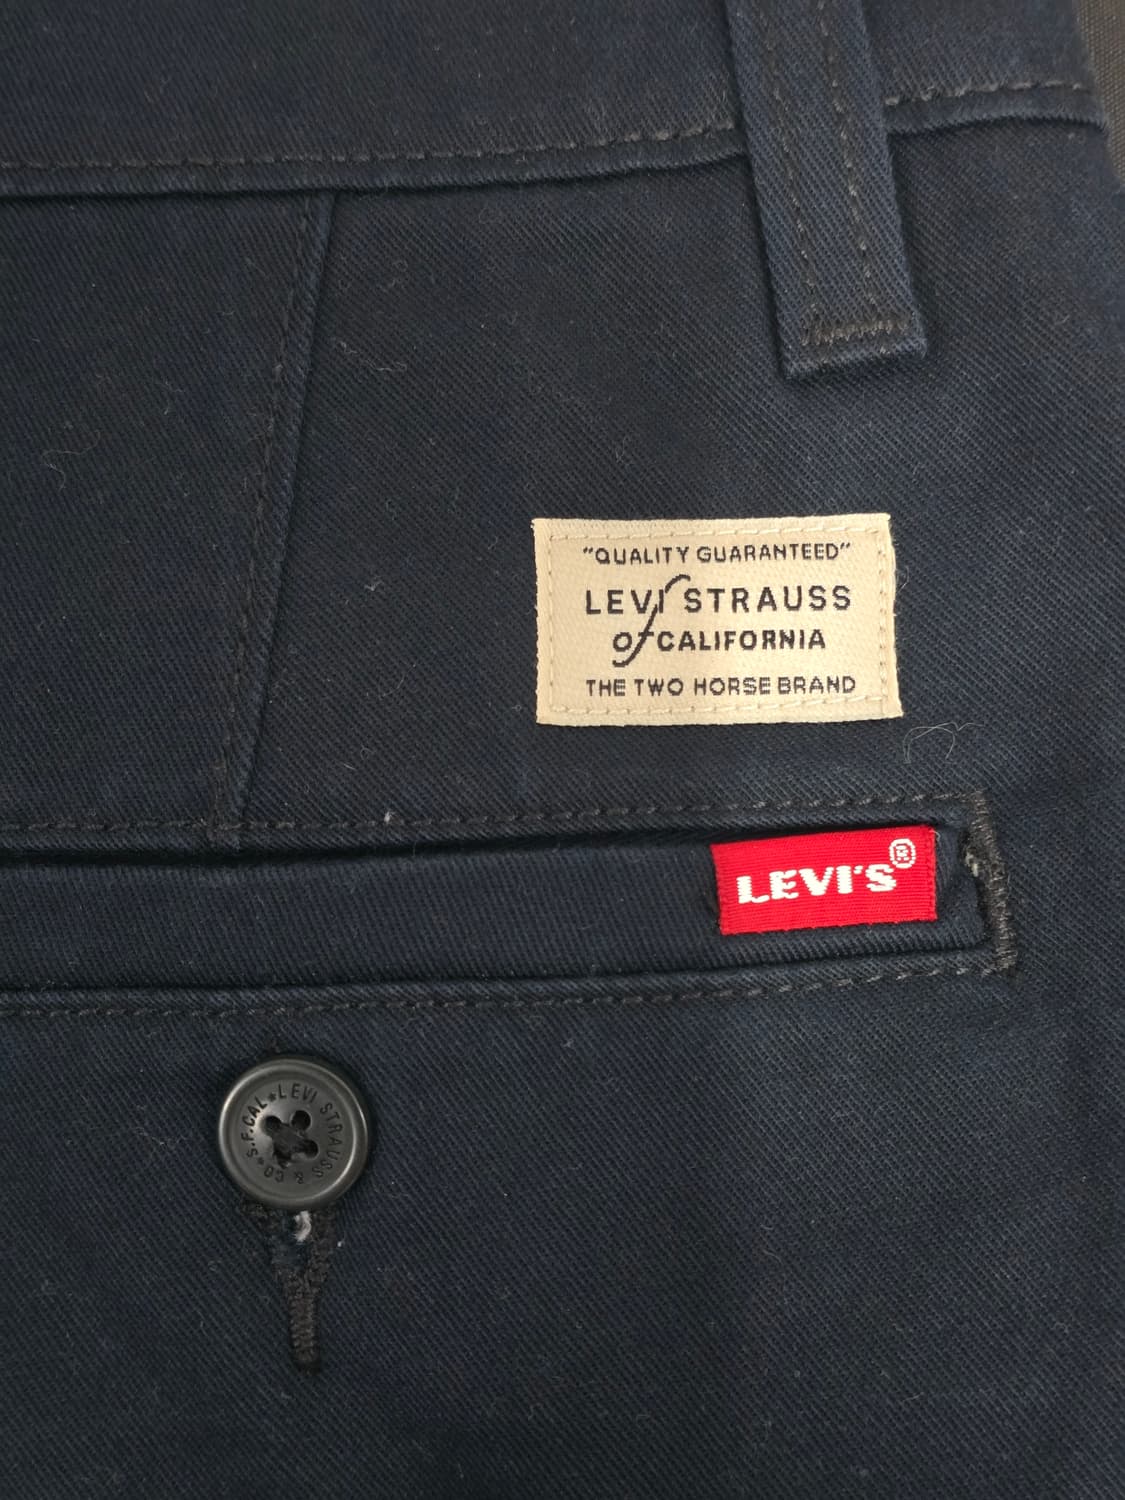 "QUALITY GUARANTEED"
LEVI STRAUSS
of CALIFORNIA
THE TWO HORSE BRAND
LEVI'S®
*LEVI STRAUSS & CO*S.F.CAL